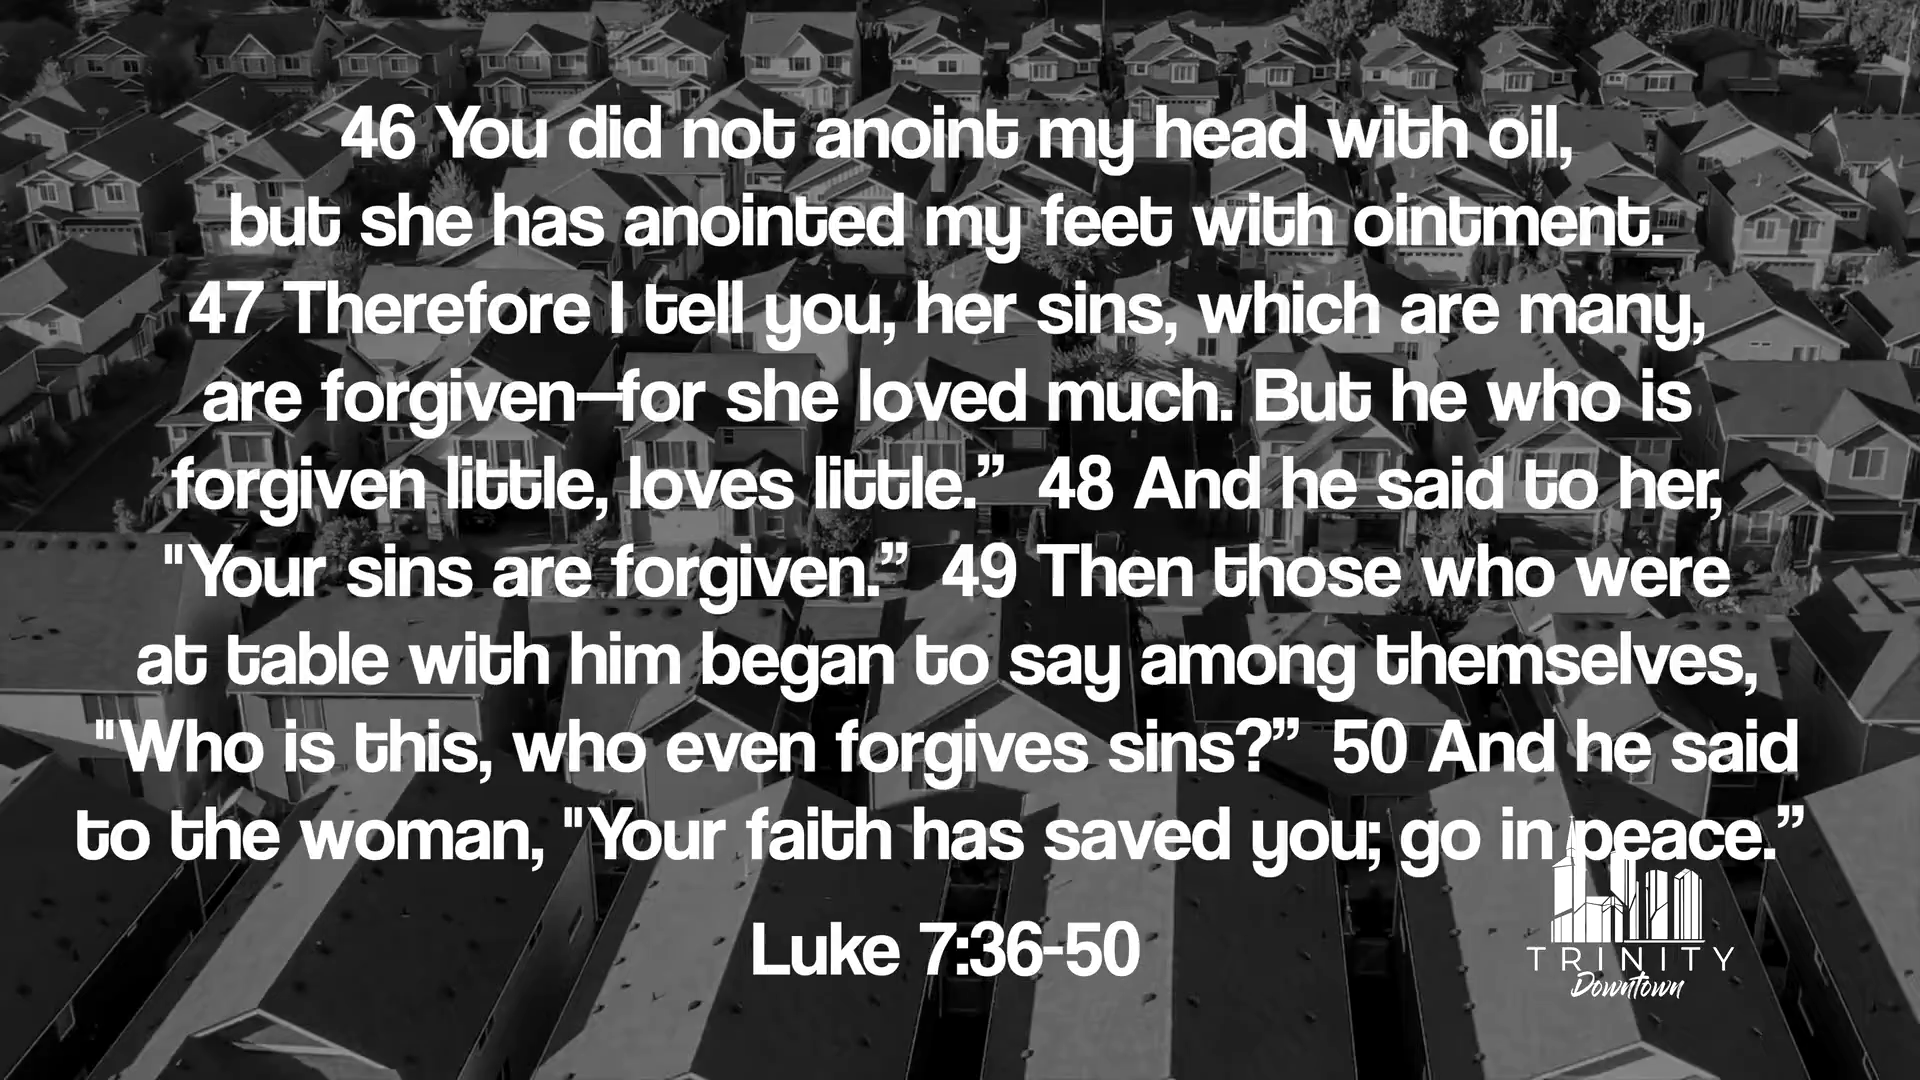 46 You did not anoint my head with oil,
but she has anointed my feet with ointment.
47 Therefore I tell you, her sins, which are many,
are forgiven—for she loved much. But he who is
forgiven little, loves little.”  48 And he said to her,
"Your sins are forgiven.”  49 Then those who were
at table with him began to say among themselves,
"Who is this, who even forgives sins?”  50 And he said
to the woman, "Your faith has saved you; go in peace.”
Luke 7:36-50
TRINITY
Downtown